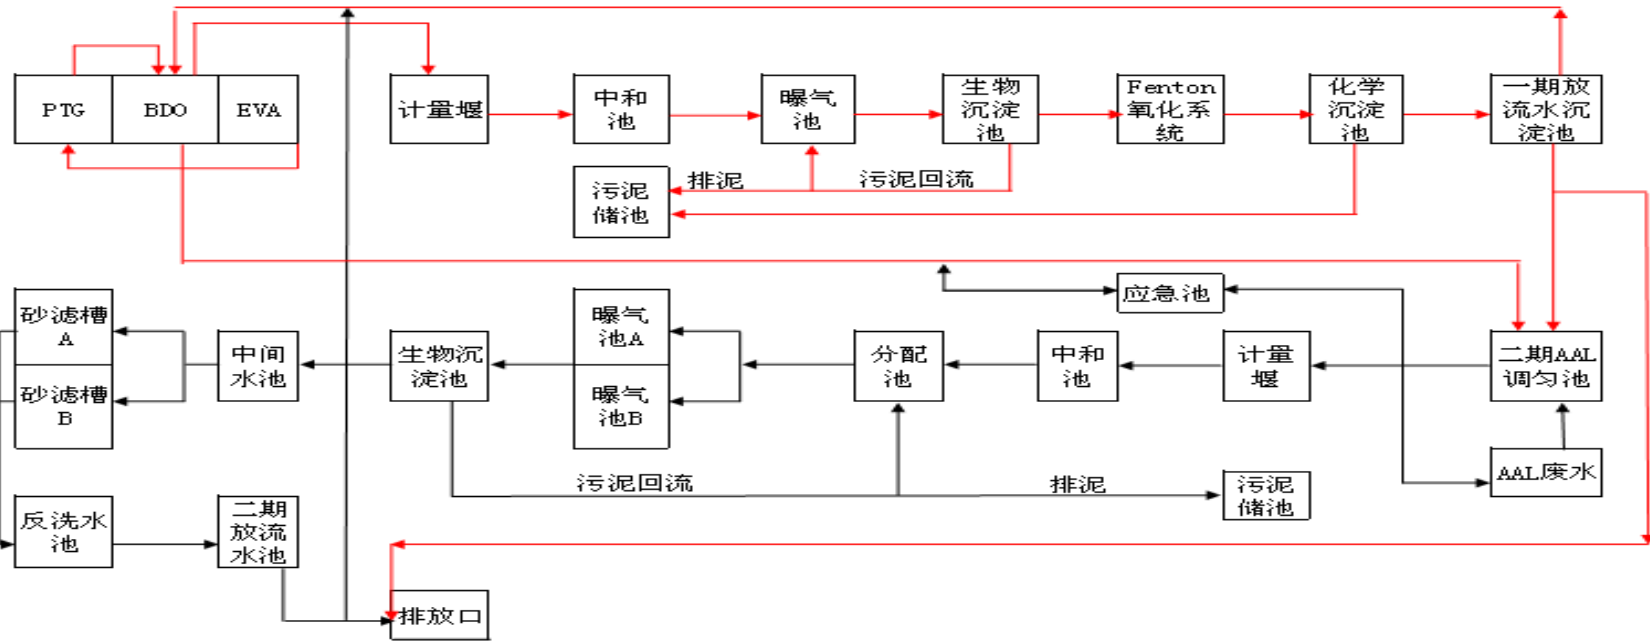 PTG
BDO
EVA
计量堰
中和
池
曝气
池
生物
沉淀
池
Fenton
氧化系
统
化学
沉淀
池
一期放
流水沉
淀池
污泥
储池
排泥
污泥回流
砂滤槽
A
砂滤槽
B
中间
水池
生物沉
淀池
曝气
池A
曝气
池B
分配
池
中和
池
应急池
计量
堰
二期AAL
调匀池
AAL废水
污泥回流
排泥
污泥
储池
反洗水
池
二期
放流
水池
排放口